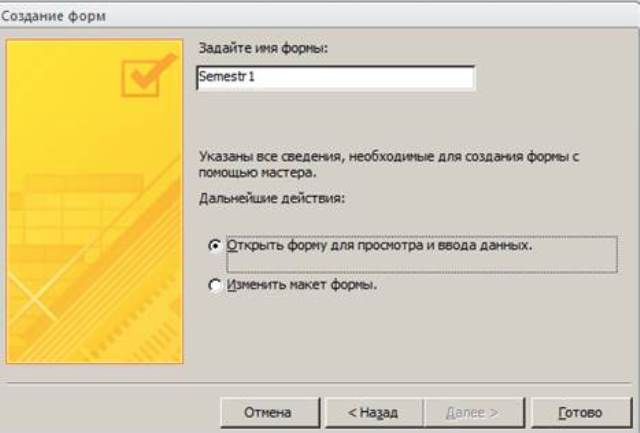 Создание форм
Задайте имя формы:
Semestr1
Указаны все сведения, необходимые для создания формы с
помощью мастера.
Дальнейшие действия:
Открыть форму для просмотра и ввода данных.
Изменить макет формы.
Отмена
< Назад
Далее >
Готово